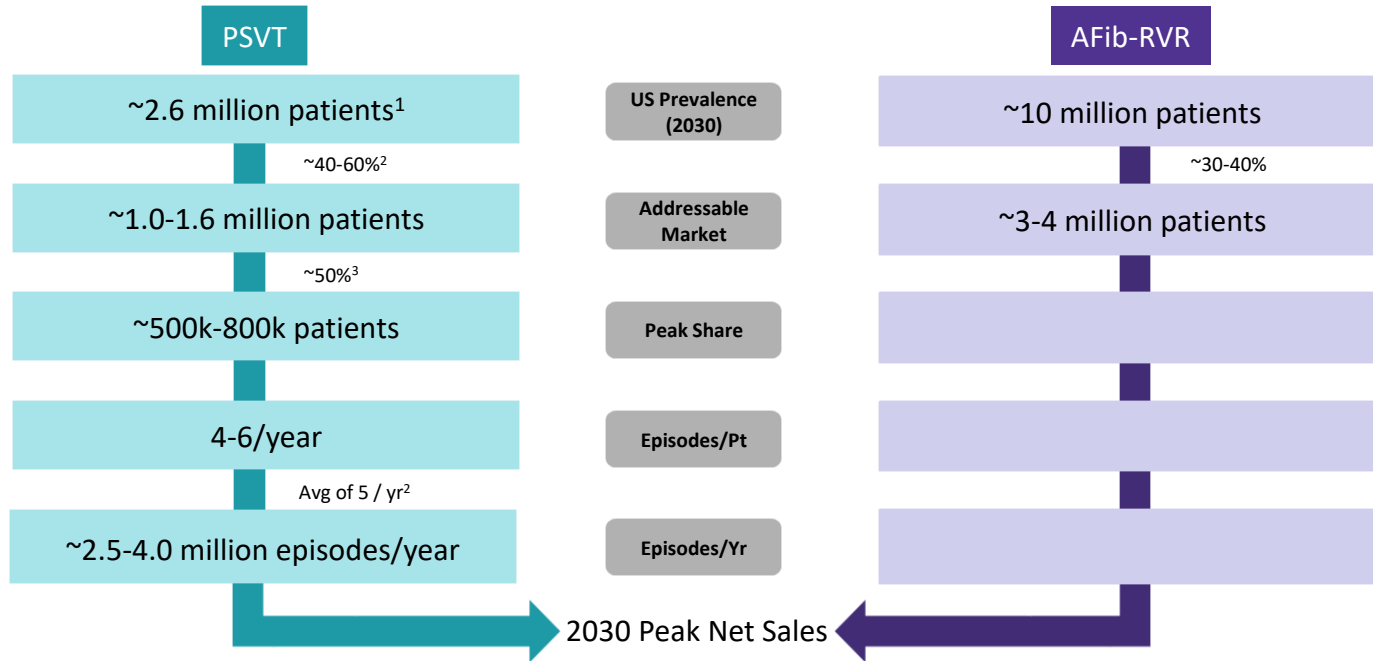 PSVT
AFib-RVR
~2.6 million patients¹
US Prevalence
(2030)
~10 million patients
~40-60%²
~30-40%
~1.0-1.6 million patients
Addressable
Market
~3-4 million patients
~50%³
~500k-800k patients
Peak Share
4-6/year
Episodes/Pt
Avg of 5 / yr²
~2.5-4.0 million episodes/year
Episodes/Yr
2030 Peak Net Sales